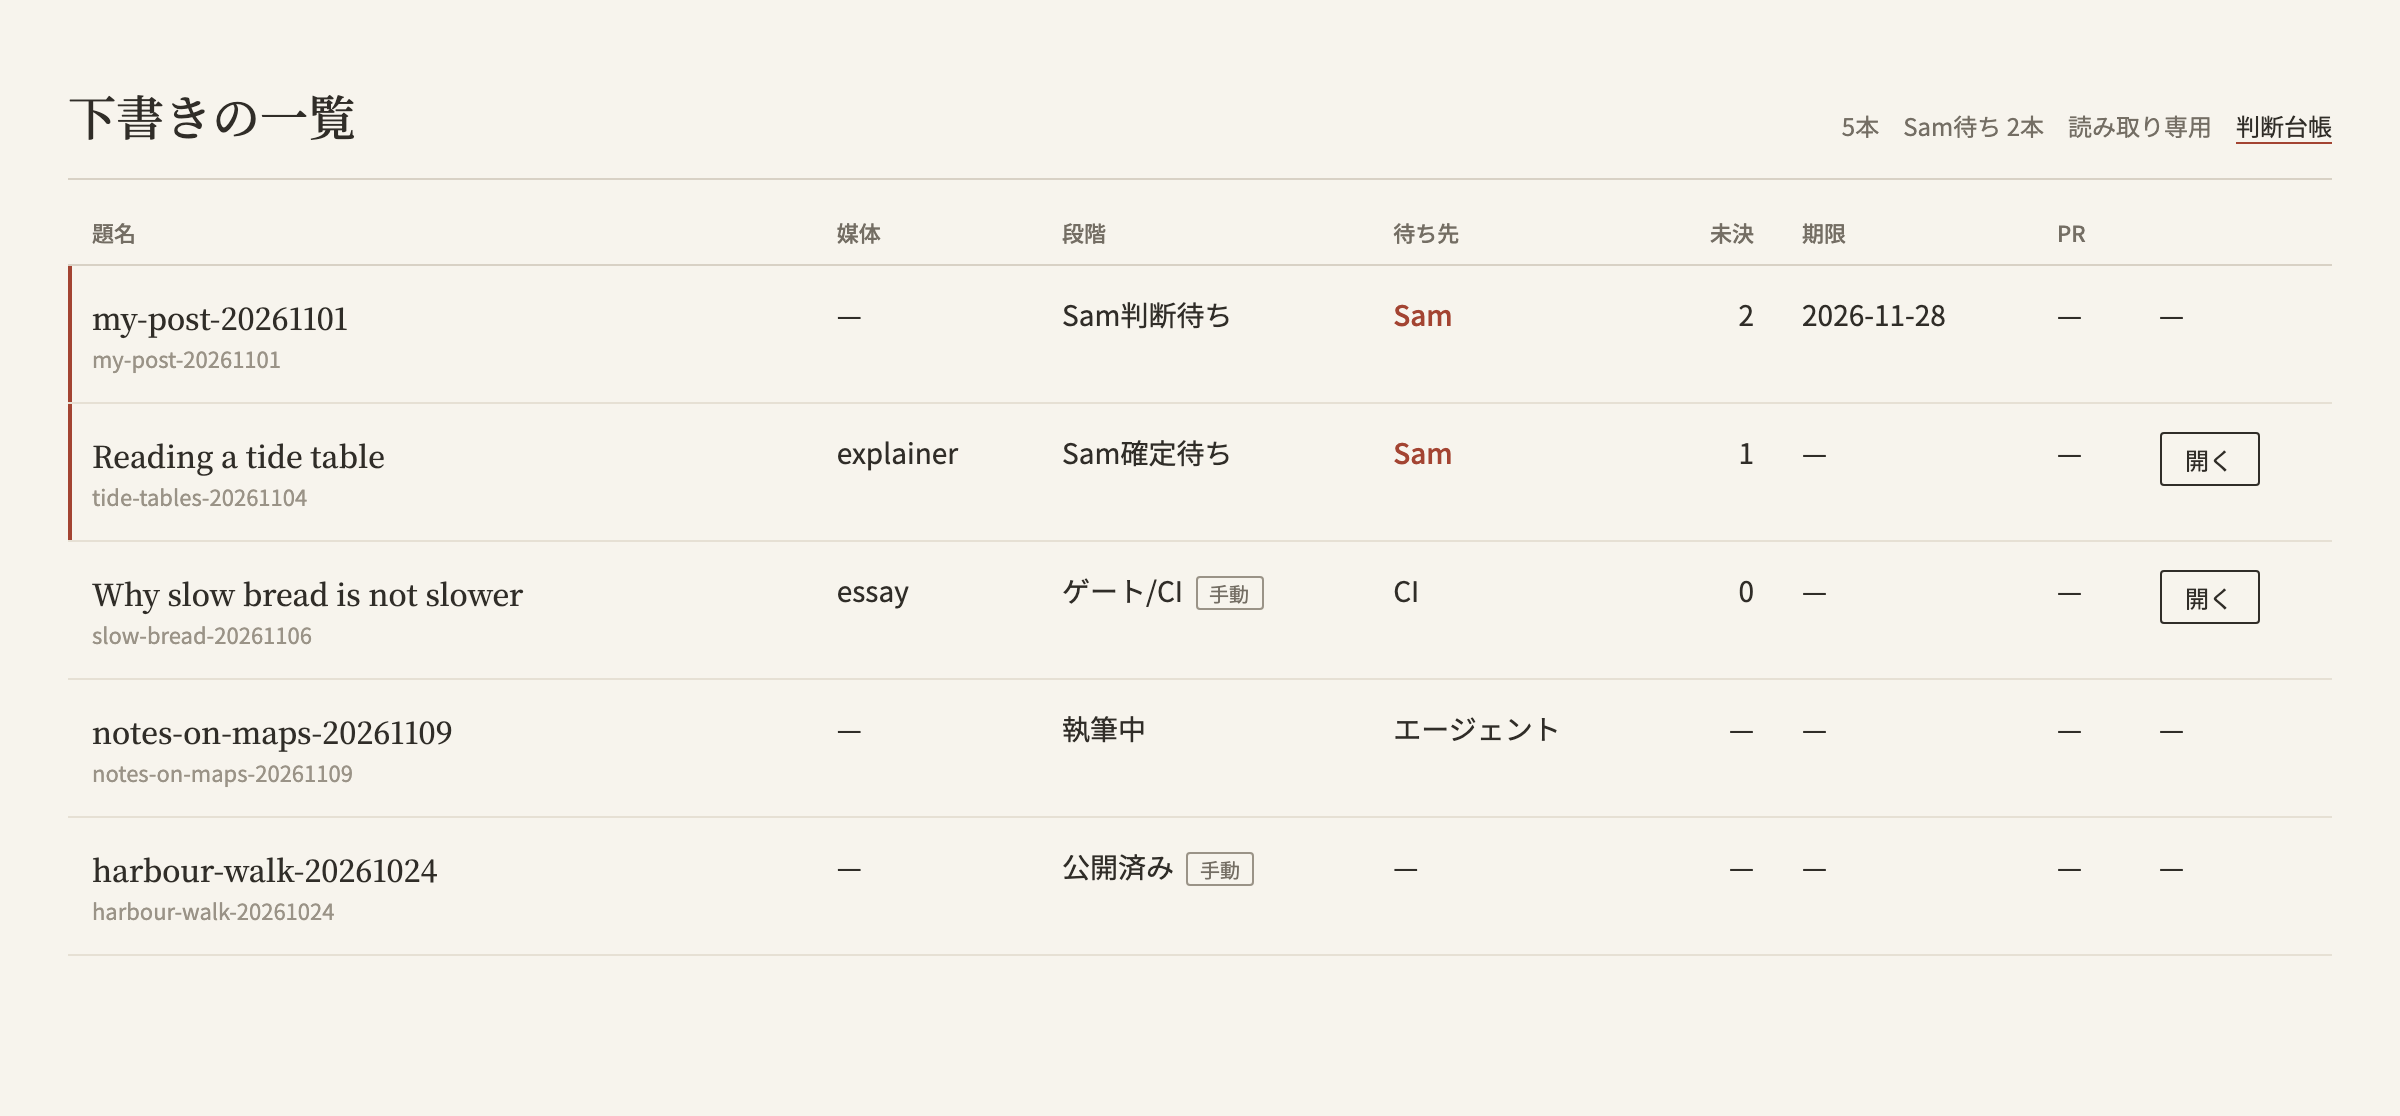 下書きの一覧
5本 Sam待ち 2本 読み取り専用 判断台帳
題名 媒体 段階 待ち先 未決 期限 PR
my-post-20261101 — Sam判断待ち Sam 2 2026-11-28 — —
my-post-20261101
Reading a tide table explainer Sam確定待ち Sam 1 — — 開く
tide-tables-20261104
Why slow bread is not slower essay ゲート/CI 手動 CI 0 — — 開く
slow-bread-20261106
notes-on-maps-20261109 — 執筆中 エージェント — — — —
notes-on-maps-20261109
harbour-walk-20261024 — 公開済み 手動 — — — — —
harbour-walk-20261024